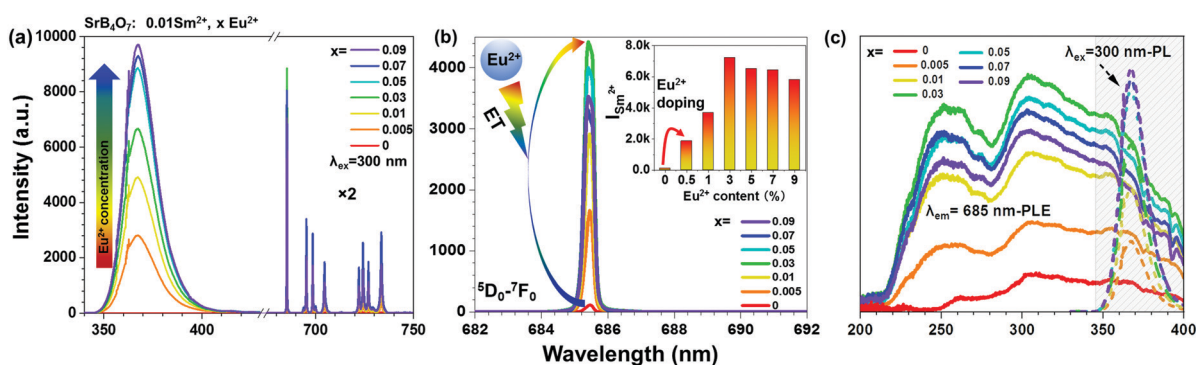 SrB4O7: 0.01Sm²⁺, x Eu²⁺
(a)
10000
8000
6000
4000
2000
0
Intensity (a.u.)
Eu²⁺ concentration
x=
0.09
0.07
0.05
0.03
0.01
0.005
0
λex=300 nm
×2
350
400
700
750
(b)
4000
3000
2000
1000
0
Eu²⁺
ET
⁵D₀-⁷F₀
ISm²⁺
8.0k
6.0k
4.0k
2.0k
0.0
Eu²⁺
doping
0 0.5 1 3 5 7 9
Eu²⁺ content (%)
x=
0.09
0.07
0.05
0.03
0.01
0.005
0
682 684 686 688 690 692
Wavelength (nm)
(c)
x=
0
0.005
0.01
0.03
0.05
0.07
0.09
λex=300 nm-PL
λem= 685 nm-PLE
200 250 300 350 400